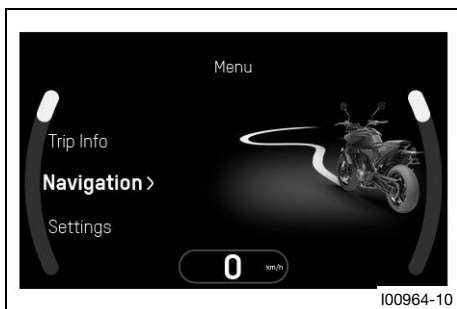 Menu
Trip Info
Navigation >
Settings
0 km/h
I00964-10